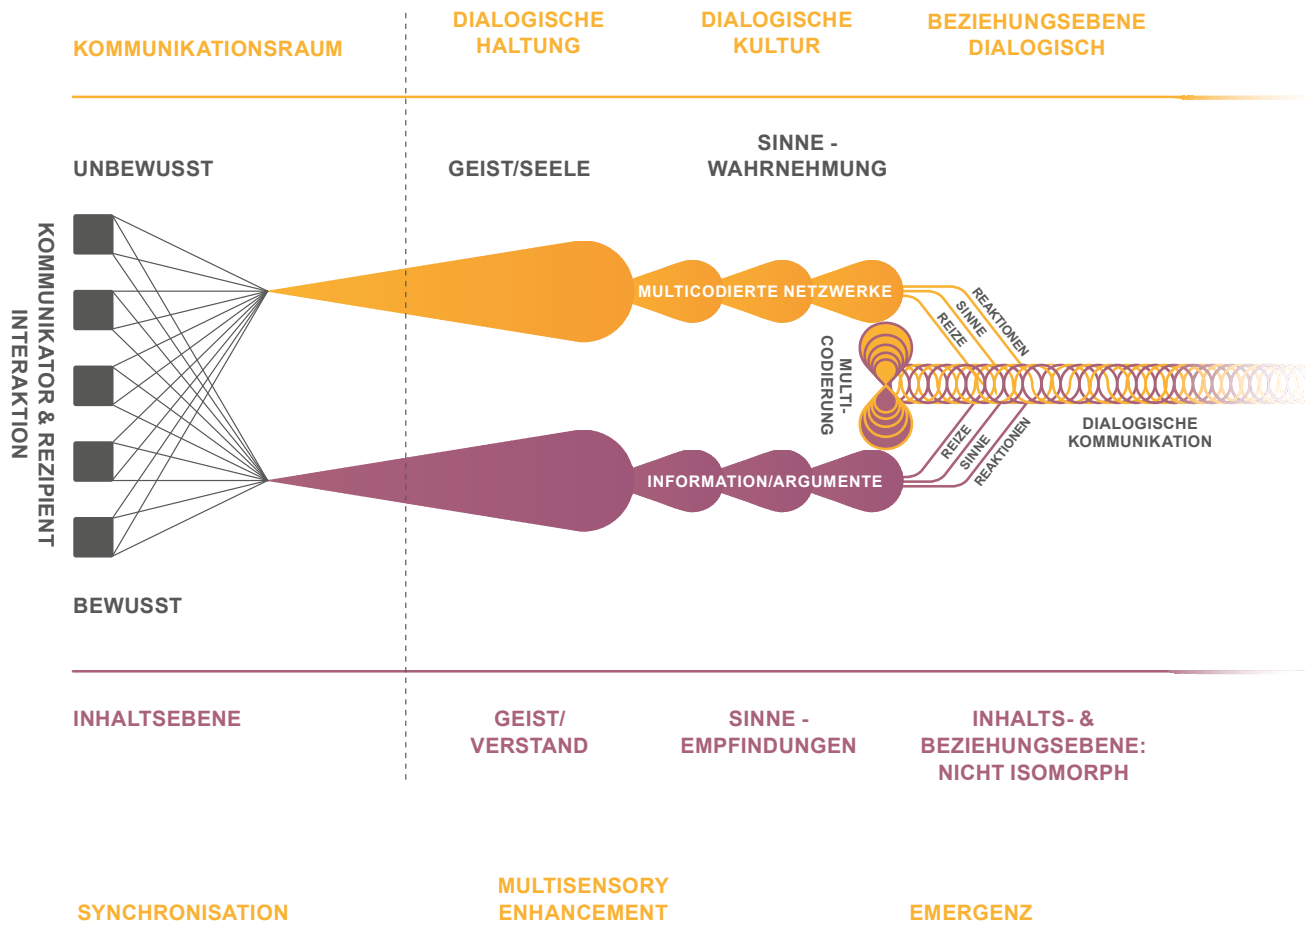 KOMMUNIKATIONSRAUM
DIALOGISCHE
HALTUNG
DIALOGISCHE
KULTUR
BEZIEHUNGSEBENE
DIALOGISCH
UNBEWUSST
GEIST/SEELE
SINNE -
WAHRNEHMUNG
KOMMUNIKATOR & REZIPIENT
INTERAKTION
MULTICODIERTE NETZWERKE
REAKTIONEN
SINNE
REIZE
MULTI-
CODIERUNG
DIALOGISCHE
KOMMUNIKATION
INFORMATION/ARGUMENTE
REIZE
SINNE
REAKTIONEN
BEWUSST
INHALTSEBENE
GEIST/
VERSTAND
SINNE -
EMPFINDUNGEN
INHALTS- &
BEZIEHUNGSEBENE:
NICHT ISOMORPH
SYNCHRONISATION
MULTISENSORY
ENHANCEMENT
EMERGENZ